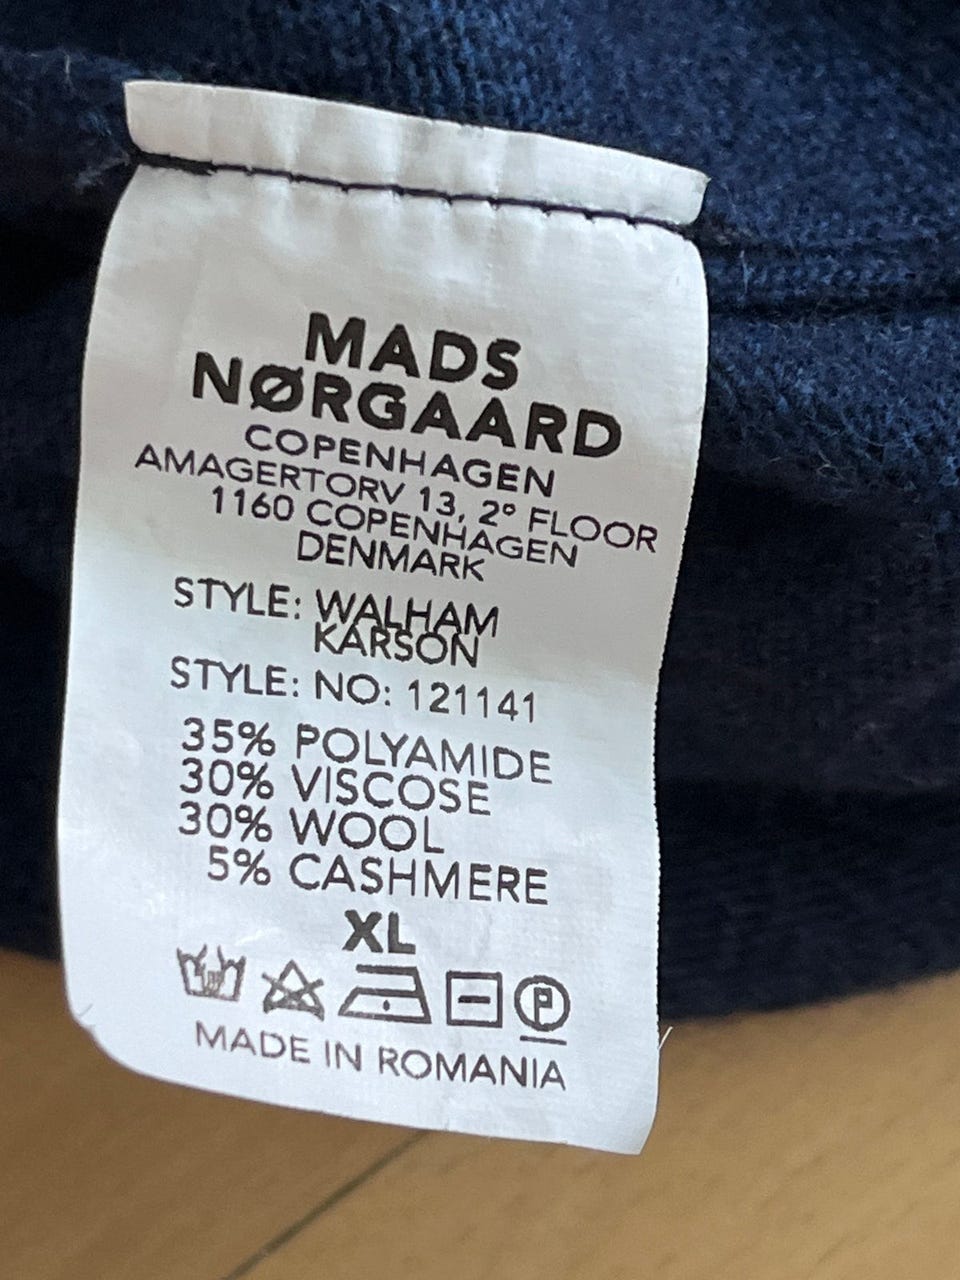 MADS
NØRGAARD
COPENHAGEN
AMAGERTORV 13, 2° FLOOR
1160 COPENHAGEN
DENMARK
STYLE: WALHAM
KARSON
STYLE: NO: 121141
35% POLYAMIDE
30% VISCOSE
30% WOOL
5% CASHMERE
XL
P
MADE IN ROMANIA